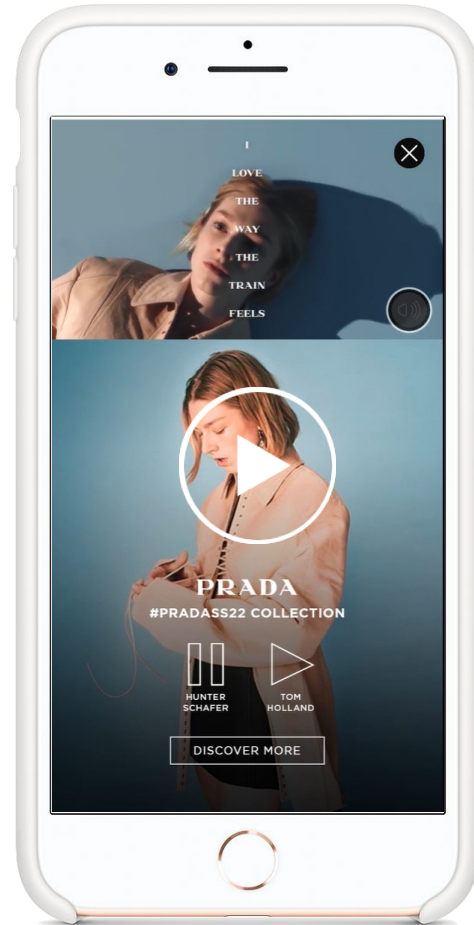 I
LOVE
THE
WAY
THE
TRAIN
FEELS
PRADA
#PRADASS22 COLLECTION
HUNTER
SCHAFER
TOM
HOLLAND
DISCOVER MORE